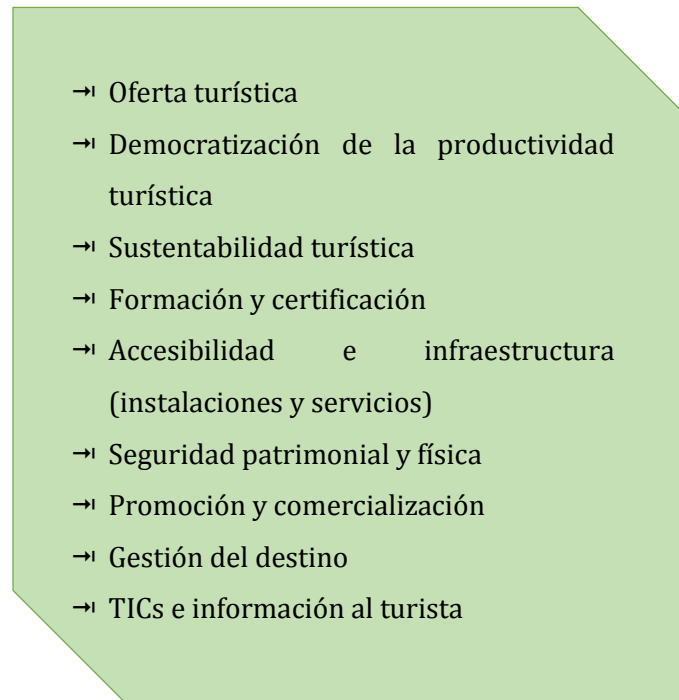 Oferta turística
Democratización de la productividad
turística
Sustentabilidad turística
Formación y certificación
Accesibilidad e infraestructura
(instalaciones y servicios)
Seguridad patrimonial y física
Promoción y comercialización
Gestión del destino
TICs e información al turista